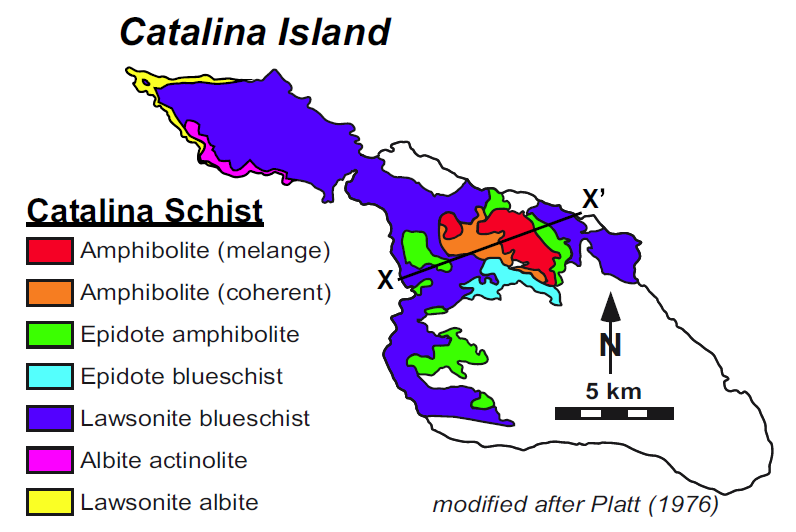 Catalina Island
X'
X
Catalina Schist
Amphibolite (melange)
Amphibolite (coherent)
Epidote amphibolite
Epidote blueschist
Lawsonite blueschist
Albite actinolite
Lawsonite albite
N
5 km
modified after Platt (1976)